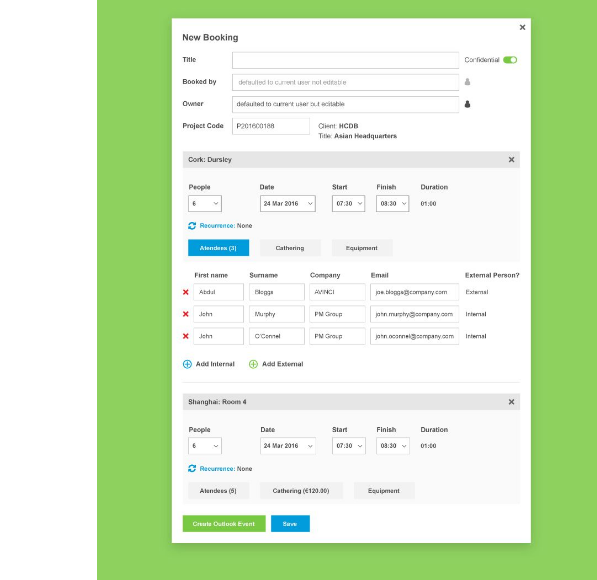 New Booking
Title
Confidential
Booked by defaulted to current user not editable
Owner defaulted to current user but editable
Project Code P201600188 Client: HCDB
Title: Asian Headquarters
Cork: Dursley
People Date Start Finish Duration
6 24 Mar 2016 07:30 08:30 01:00
Recurrence: None
Atendees (3) Cathering Equipment
First name Surname Company Email External Person?
Abdul Bloggs AVINCI joe.bloggs@company.com External
John Murphy PM Group john.murphy@company.com Internal
John O'Connel PM Group john.oconnel@company.com Internal
Add Internal Add External
Shanghai: Room 4
People Date Start Finish Duration
6 24 Mar 2016 07:30 08:30 01:00
Recurrence: None
Atendees (5) Cathering (€120.00) Equipment
Create Outlook Event Save